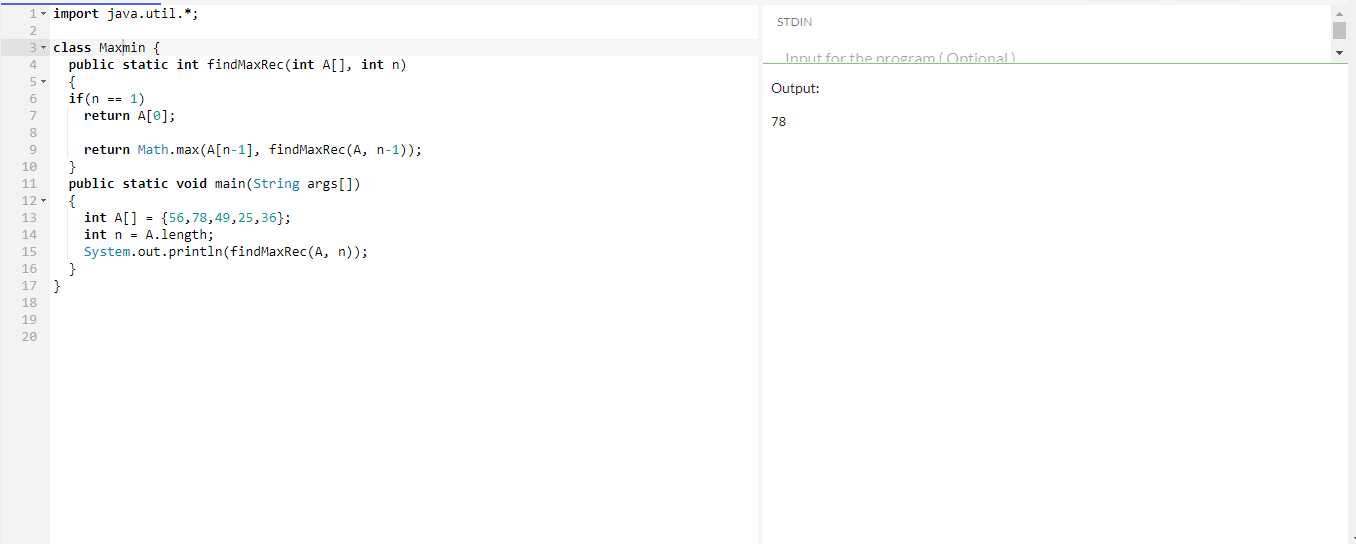 1 import java.util.*;
2
3 class Maxmin {
4 public static int findMaxRec(int A[], int n)
5 {
6 if(n == 1)
7 return A[0];
8
9 return Math.max(A[n-1], findMaxRec(A, n-1));
10 }
11 public static void main(String args[])
12 {
13 int A[] = {56,78,49,25,36};
14 int n = A.length;
15 System.out.println(findMaxRec(A, n));
16 }
17 }
18
19
20
STDIN
Input for the program ( Optional )
Output:
78